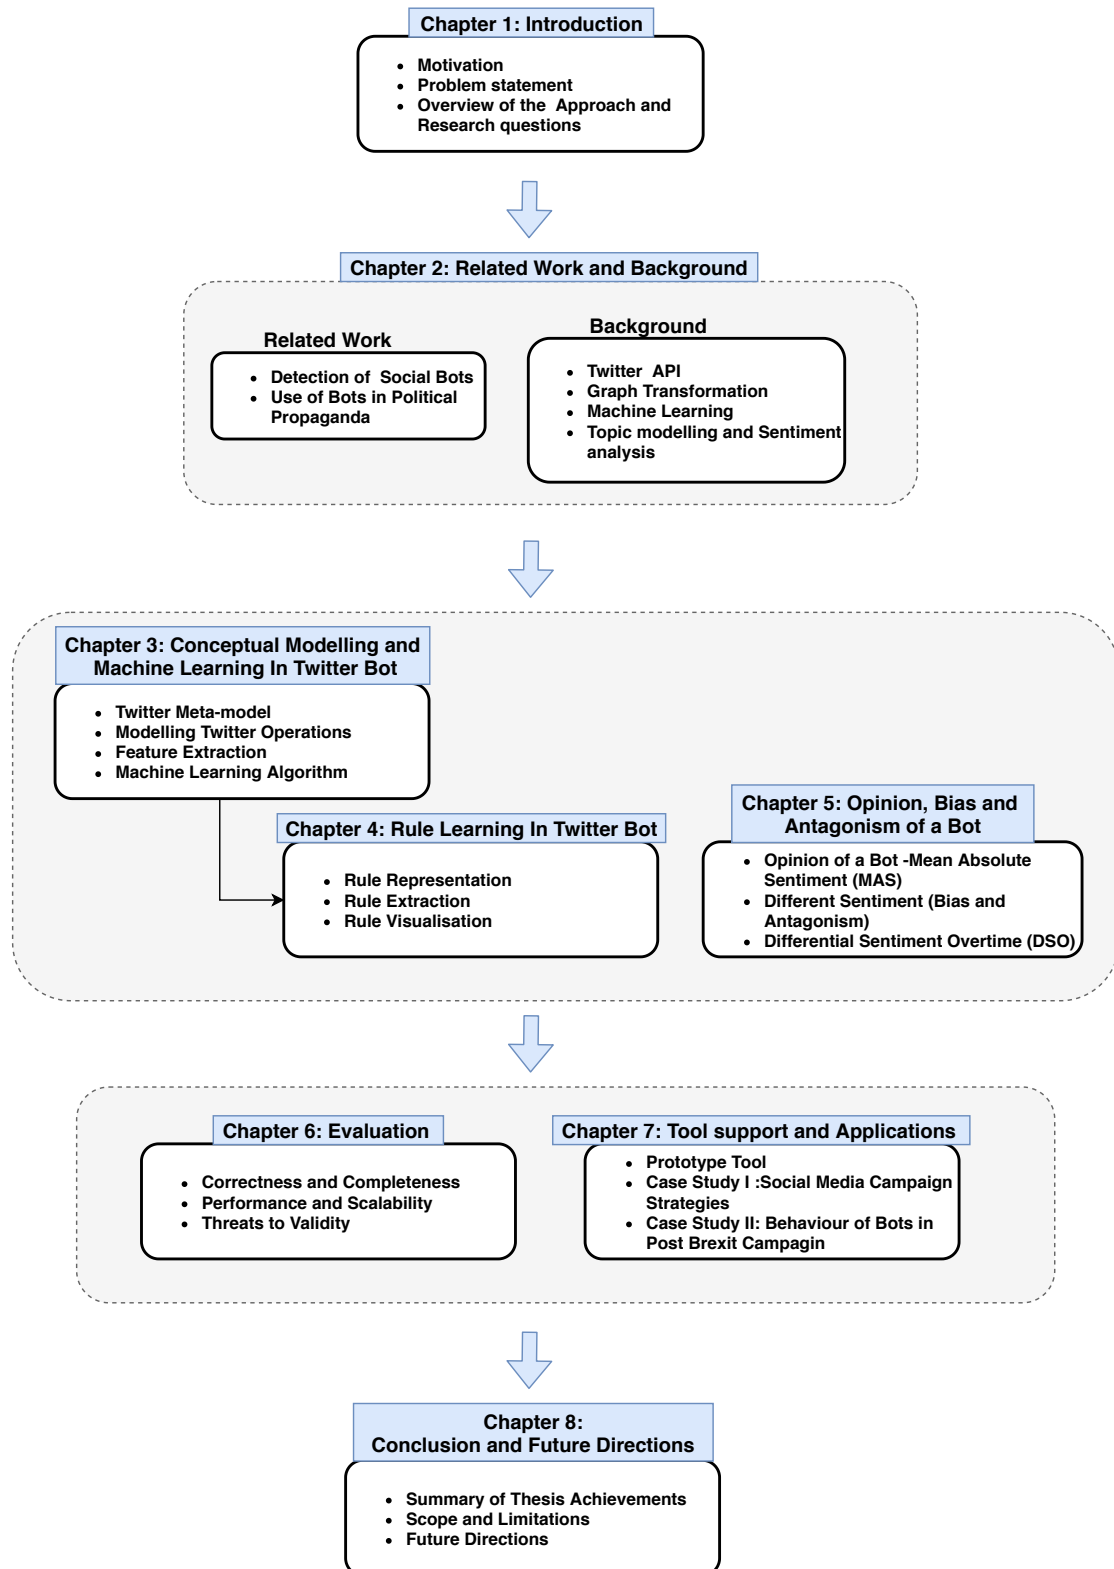 Chapter 1: Introduction
• Motivation
• Problem statement
• Overview of the Approach and
Research questions
Chapter 2: Related Work and Background
Related Work
• Detection of Social Bots
• Use of Bots in Political
Propaganda
Background
• Twitter API
• Graph Transformation
• Machine Learning
• Topic modelling and Sentiment
analysis
Chapter 3: Conceptual Modelling and
Machine Learning In Twitter Bot
• Twitter Meta-model
• Modelling Twitter Operations
• Feature Extraction
• Machine Learning Algorithm
Chapter 4: Rule Learning In Twitter Bot
• Rule Representation
• Rule Extraction
• Rule Visualisation
Chapter 5: Opinion, Bias and
Antagonism of a Bot
• Opinion of a Bot -Mean Absolute
Sentiment (MAS)
• Different Sentiment (Bias and
Antagonism)
• Differential Sentiment Overtime (DSO)
Chapter 6: Evaluation
• Correctness and Completeness
• Performance and Scalability
• Threats to Validity
Chapter 7: Tool support and Applications
• Prototype Tool
• Case Study I :Social Media Campaign
Strategies
• Case Study II: Behaviour of Bots in
Post Brexit Campagin
Chapter 8:
Conclusion and Future Directions
• Summary of Thesis Achievements
• Scope and Limitations
• Future Directions